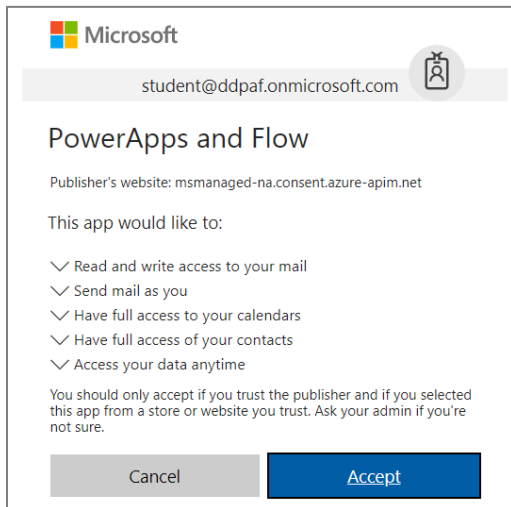 Microsoft
student@ddpaf.onmicrosoft.com
PowerApps and Flow
Publisher's website: msmanaged-na.consent.azure-apim.net
This app would like to:
Read and write access to your mail
Send mail as you
Have full access to your calendars
Have full access of your contacts
Access your data anytime
You should only accept if you trust the publisher and if you selected
this app from a store or website you trust. Ask your admin if you're
not sure.
Cancel Accept